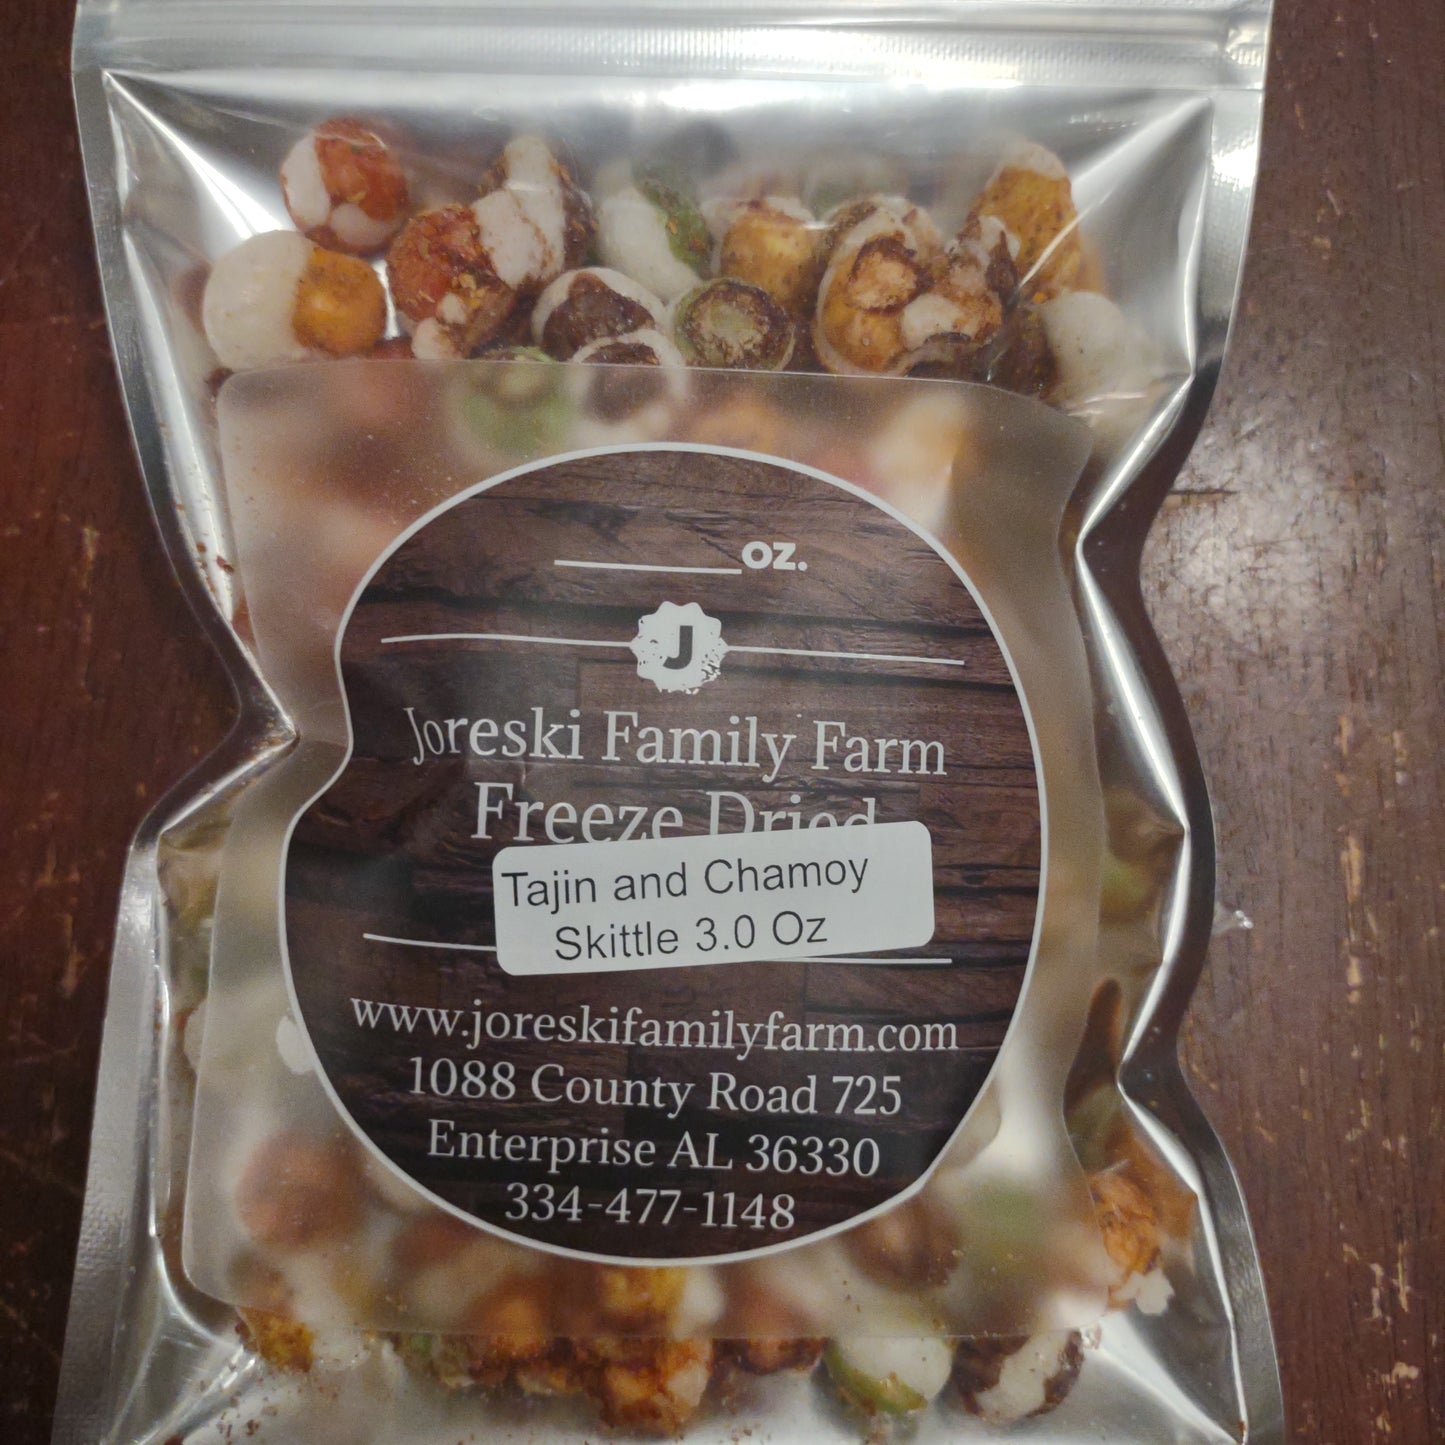 oz.
J
Joreski Family Farm
Freeze Dried
Tajin and Chamoy
Skittle 3.0 Oz
www.joreskifamilyfarm.com
1088 County Road 725
Enterprise AL 36330
334-477-1148